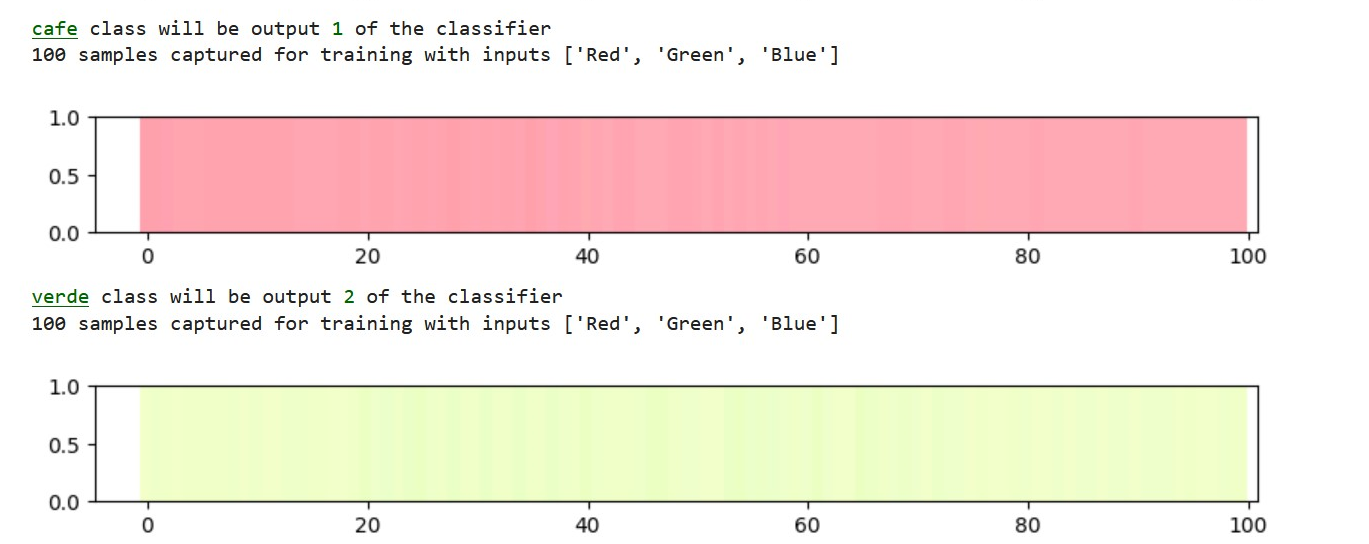 cafe class will be output 1 of the classifier
100 samples captured for training with inputs ['Red', 'Green', 'Blue']
1.0
0.5
0.0
0 20 40 60 80 100
verde class will be output 2 of the classifier
100 samples captured for training with inputs ['Red', 'Green', 'Blue']
1.0
0.5
0.0
0 20 40 60 80 100